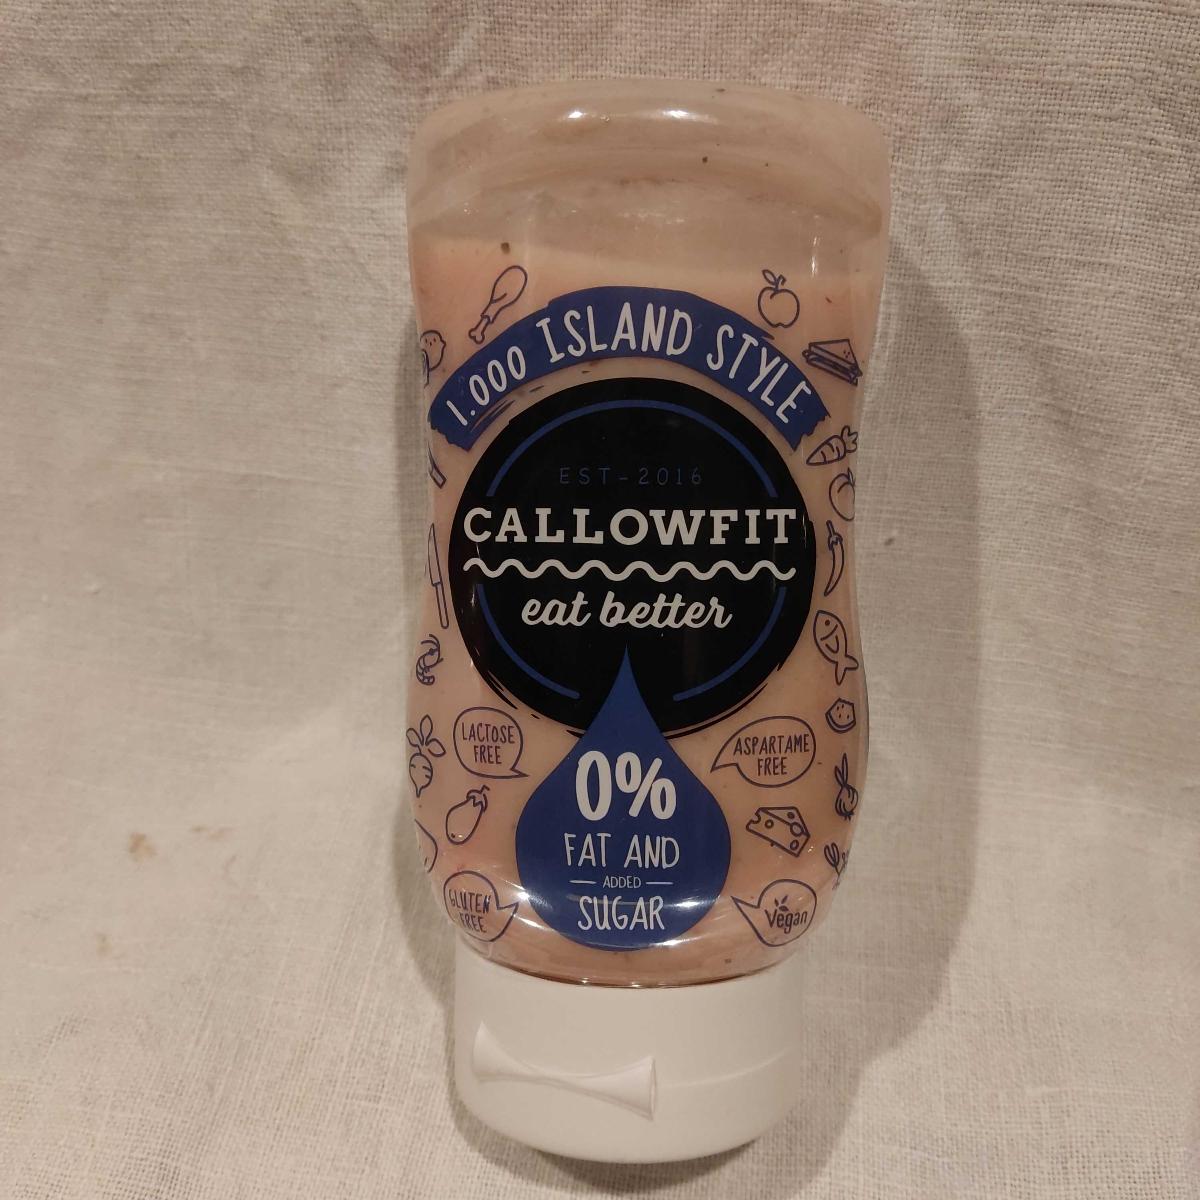 1.000 ISLAND STYLE
EST-2016
CALLOWFIT
eat better
LACTOSE
FREE
ASPARTAME
FREE
0%
FAT AND
ADDED
SUGAR
GLUTEN
FREE
Vegan